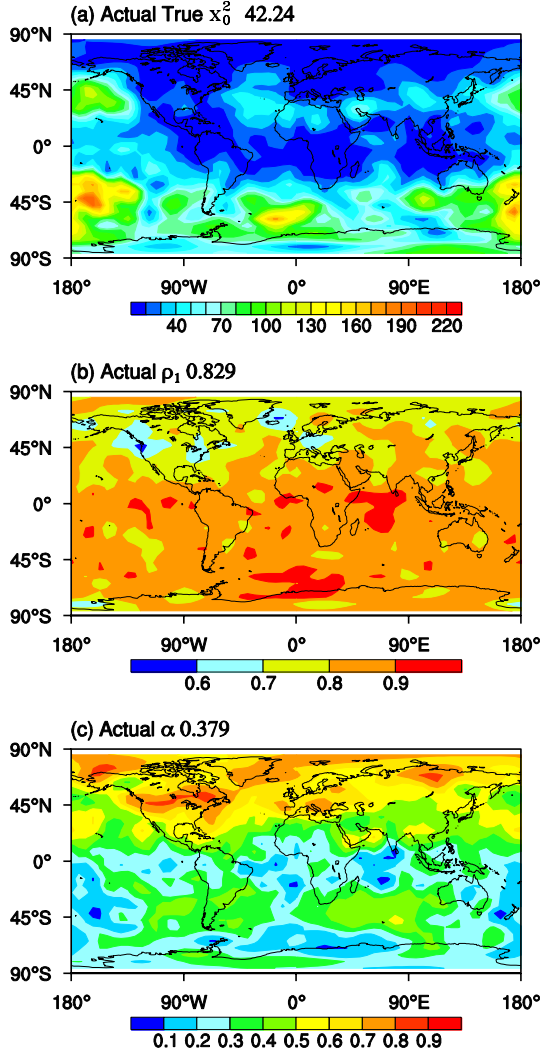 (a) Actual True x₀² 42.24
90°N
45°N
0°
45°S
90°S
180° 90°W 0° 90°E 180°
40 70 100 130 160 190 220
(b) Actual ρ₁ 0.829
90°N
45°N
0°
45°S
90°S
180° 90°W 0° 90°E 180°
0.6 0.7 0.8 0.9
(c) Actual α 0.379
90°N
45°N
0°
45°S
90°S
180° 90°W 0° 90°E 180°
0.1 0.2 0.3 0.4 0.5 0.6 0.7 0.8 0.9